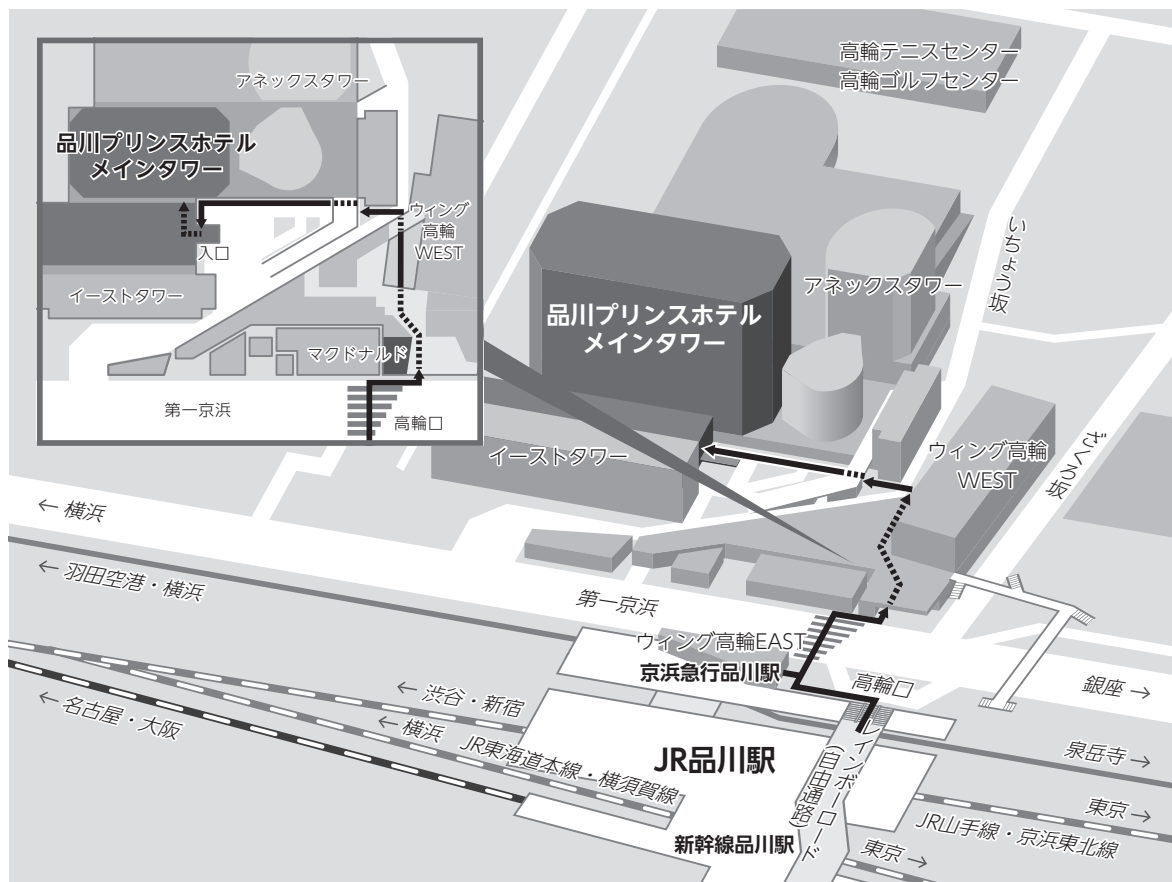 アネックスタワー
品川プリンスホテル
メインタワー
ウィング
高輪
WEST
入口
イーストタワー
マクドナルド
第一京浜
高輪口
高輪テニスセンター
高輪ゴルフセンター
いちょう坂
アネックスタワー
品川プリンスホテル
メインタワー
ざくろ坂
ウィング高輪
WEST
イーストタワー
← 横浜
← 羽田空港・横浜
第一京浜
ウィング高輪EAST
京浜急行品川駅
高輪口
銀座 →
← 渋谷・新宿
← 名古屋・大阪
← 横浜
JR東海道本線・横須賀線
JR品川駅
レインボーロード
(自由通路)
泉岳寺
東京 →
JR山手線・京浜東北線
新幹線品川駅
東京 →